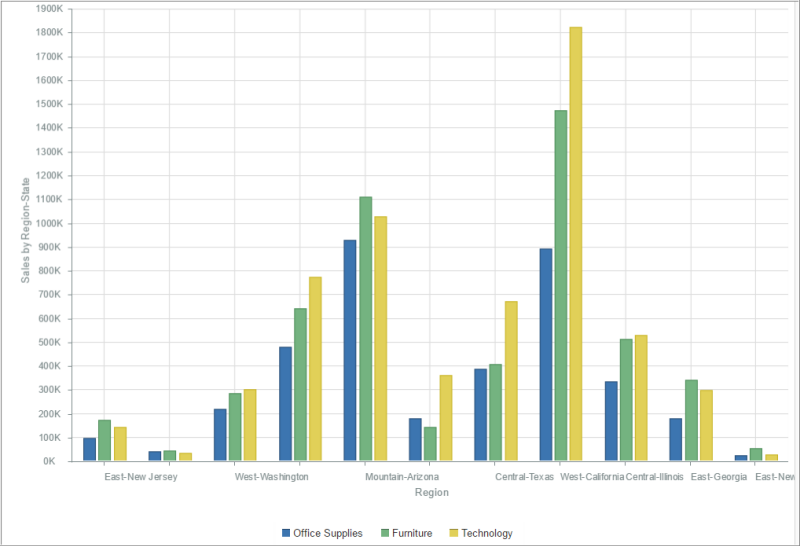 1900K
1800K
1700K
1600K
1500K
1400K
1300K
1200K
1100K
1000K
900K
800K
700K
600K
500K
400K
300K
200K
100K
0K
Sales by Region-State
East-New Jersey West-Washington Mountain-Arizona Central-Texas West-California Central-Illinois East-Georgia East-New
Region
Office Supplies Furniture Technology